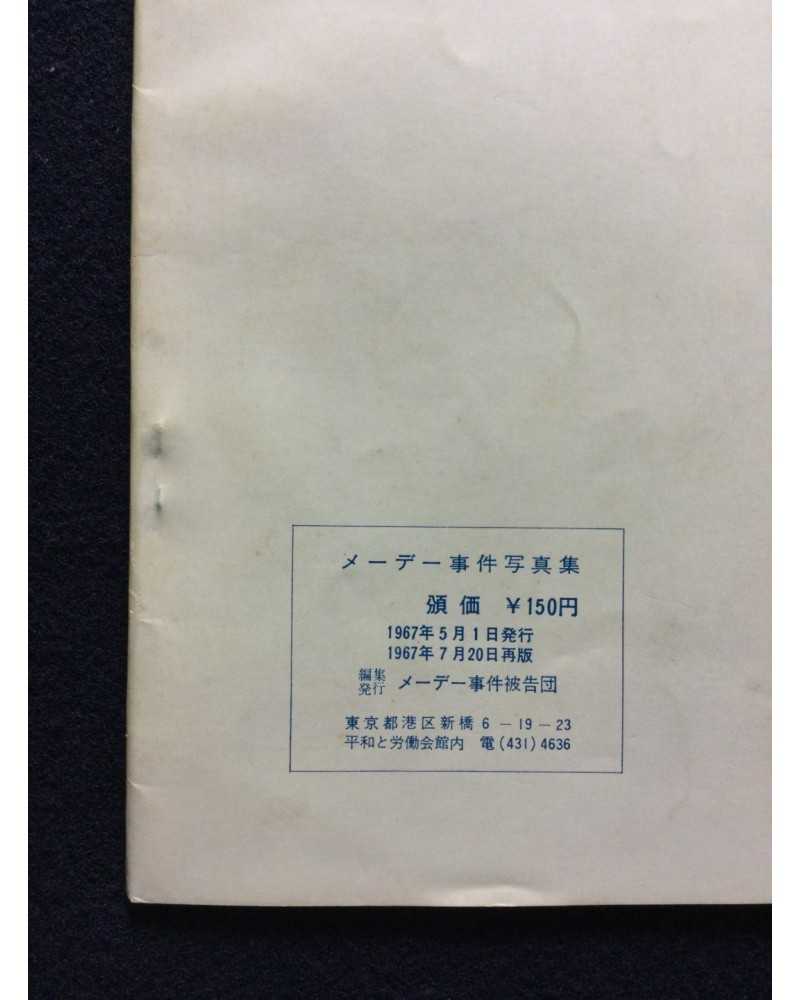 メーデー事件写真集
頒価 ￥150円
1967年5月1日発行
1967年7月20日再版
編集発行 メーデー事件被告団
東京都港区新橋6－19－23
平和と労働会館内 電(431)4636